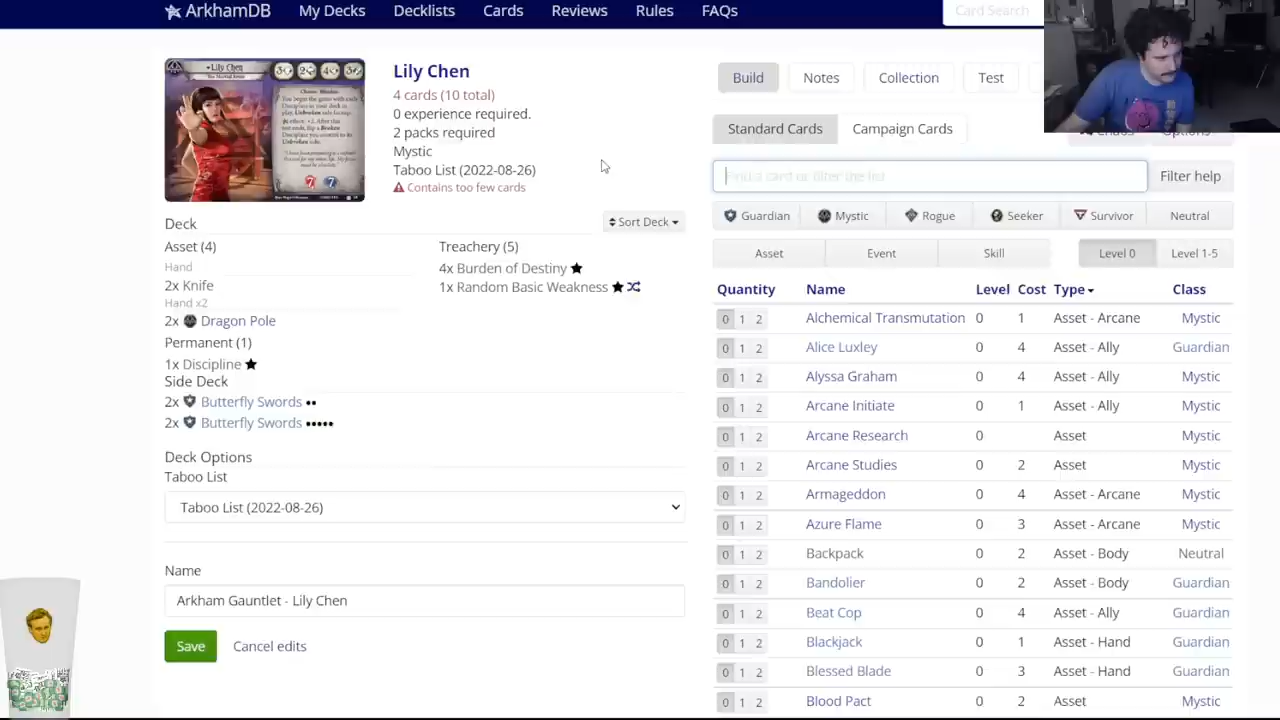 ArkhamDB My Decks Decklists Cards Reviews Rules FAQs Card Search
Lily Chen
Lily Chen
4 cards (10 total)
0 experience required.
2 packs required
Mystic
Taboo List (2022-08-26)
Contains too few cards
Deck
Sort Deck
Asset (4)
Hand
2x Knife
Hand x2
2x Dragon Pole
Permanent (1)
1x Discipline
Treachery (5)
4x Burden of Destiny
1x Random Basic Weakness
Side Deck
2x Butterfly Swords ••
2x Butterfly Swords •••••
Deck Options
Taboo List
Taboo List (2022-08-26)
Name
Arkham Gauntlet - Lily Chen
Save Cancel edits
Build Notes Collection Test
Standard Cards Campaign Cards Options
Find a card or filter the list Filter help
Guardian Mystic Rogue Seeker Survivor Neutral
Asset Event Skill Level 0 Level 1-5
Quantity Name Level Cost Type Class
0 1 2 Alchemical Transmutation 0 1 Asset - Arcane Mystic
0 1 2 Alice Luxley 0 4 Asset - Ally Guardian
0 1 2 Alyssa Graham 0 4 Asset - Ally Mystic
0 1 2 Arcane Initiate 0 1 Asset - Ally Mystic
0 1 2 Arcane Research 0 Asset Mystic
0 1 2 Arcane Studies 0 2 Asset Mystic
0 1 2 Armageddon 0 4 Asset - Arcane Mystic
0 1 2 Azure Flame 0 3 Asset - Arcane Mystic
0 1 2 Backpack 0 2 Asset - Body Neutral
0 1 2 Bandolier 0 2 Asset - Body Guardian
0 1 2 Beat Cop 0 4 Asset - Ally Guardian
0 1 2 Blackjack 0 1 Asset - Hand Guardian
0 1 2 Blessed Blade 0 3 Asset - Hand Guardian
0 1 2 Blood Pact 0 2 Asset Mystic